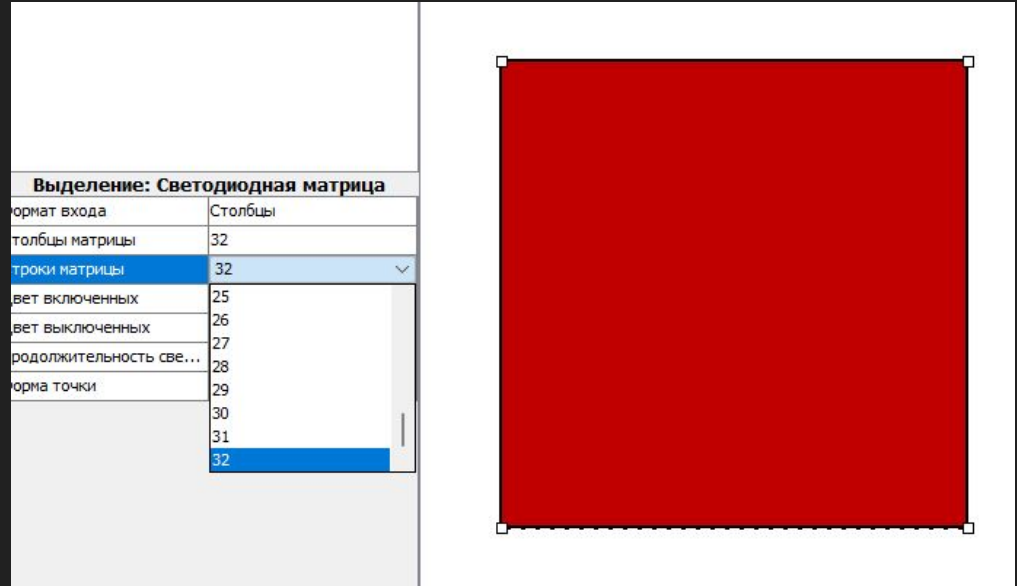 Выделение: Светодиодная матрица
формат входа Столбцы
толбцы матрицы 32
троки матрицы 32
вет включенных 25
26
вет выключенных 27
родолжительность све... 28
орма точки 29
30
31
32